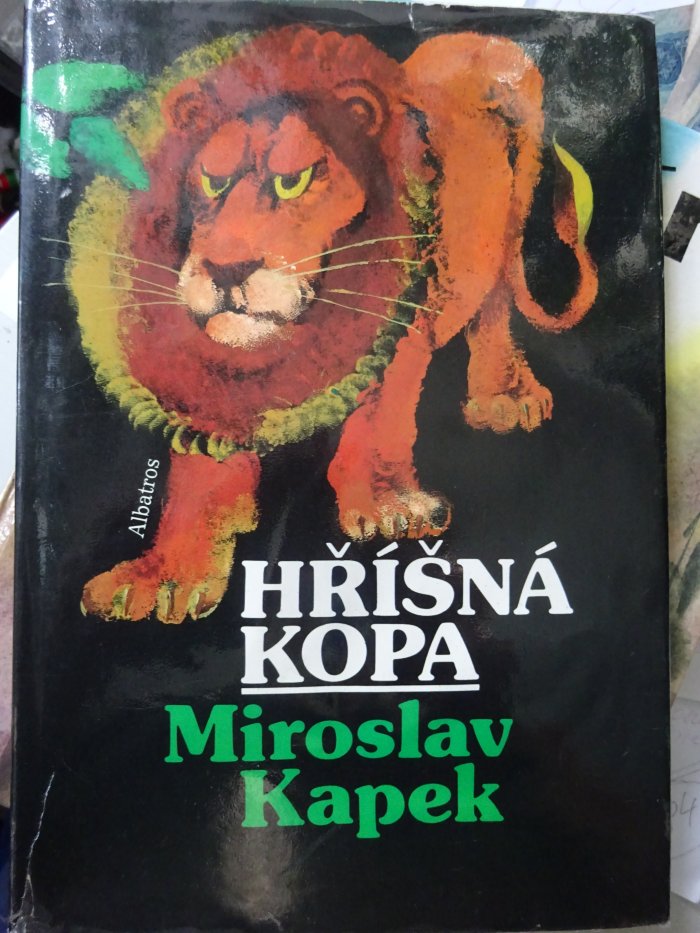 Albatros
HŘÍŠNÁ
KOPA
Miroslav
Kapek